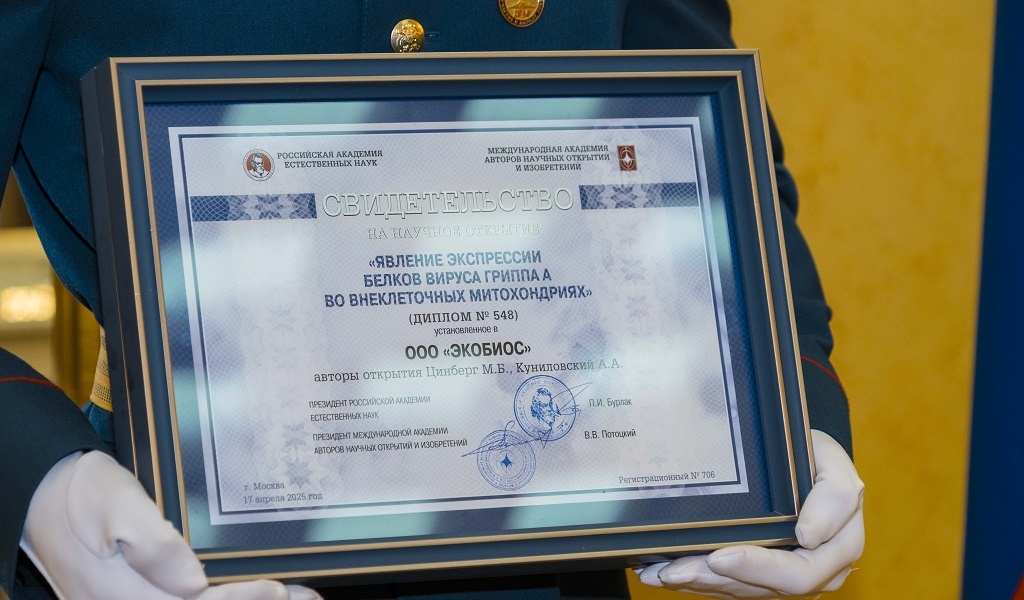 РОССИЙСКАЯ АКАДЕМИЯ
ЕСТЕСТВЕННЫХ НАУК
МЕЖДУНАРОДНАЯ АКАДЕМИЯ
АВТОРОВ НАУЧНЫХ ОТКРЫТИЙ
И ИЗОБРЕТЕНИЙ
СВИДЕТЕЛЬСТВО
НА НАУЧНОЕ ОТКРЫТИЕ
«ЯВЛЕНИЕ ЭКСПРЕССИИ
БЕЛКОВ ВИРУСА ГРИППА А
ВО ВНЕКЛЕТОЧНЫХ МИТОХОНДРИЯХ»
(ДИПЛОМ № 548)
установленное в
ООО «ЭКОБИОС»
авторы открытия Цинберг М.Б., Куниловский А.А.
ПРЕЗИДЕНТ РОССИЙСКОЙ АКАДЕМИИ
ЕСТЕСТВЕННЫХ НАУК
П.И. Бурлак
ПРЕЗИДЕНТ МЕЖДУНАРОДНОЙ АКАДЕМИИ
АВТОРОВ НАУЧНЫХ ОТКРЫТИЙ И ИЗОБРЕТЕНИЙ
В.В. Потоцкий
г. Москва
17 апреля 2025 год
Регистрационный № 706